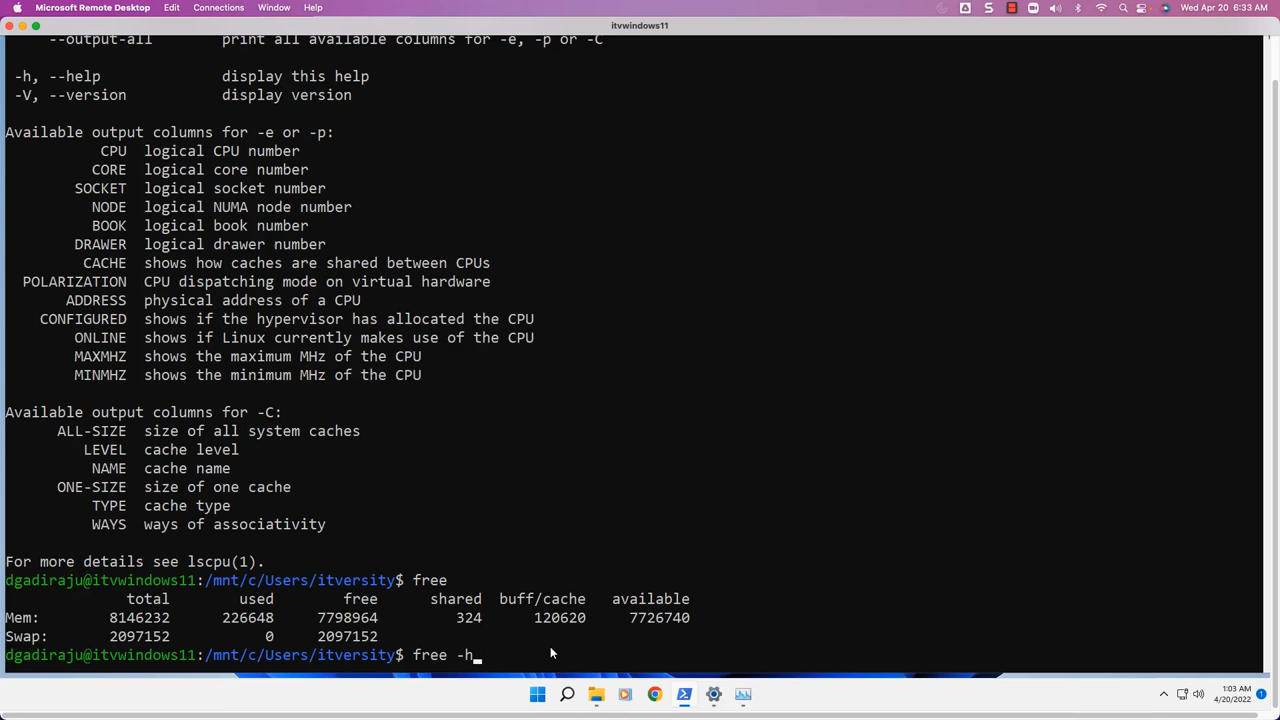 Microsoft Remote Desktop Edit Connections Window Help Wed Apr 20 6:33 AM
itvwindows11
--output-all print all available columns for -e, -p or -C
-h, --help display this help
-V, --version display version
Available output columns for -e or -p:
CPU logical CPU number
CORE logical core number
SOCKET logical socket number
NODE logical NUMA node number
BOOK logical book number
DRAWER logical drawer number
CACHE shows how caches are shared between CPUs
POLARIZATION CPU dispatching mode on virtual hardware
ADDRESS physical address of a CPU
CONFIGURED shows if the hypervisor has allocated the CPU
ONLINE shows if Linux currently makes use of the CPU
MAXMHZ shows the maximum MHz of the CPU
MINMHZ shows the minimum MHz of the CPU
Available output columns for -C:
ALL-SIZE size of all system caches
LEVEL cache level
NAME cache name
ONE-SIZE size of one cache
TYPE cache type
WAYS ways of associativity
For more details see lscpu(1).
dgadiraju@itvwindows11:/mnt/c/Users/itversity$ free
total used free shared buff/cache available
Mem: 8146232 226648 7798964 324 120620 7726740
Swap: 2097152 0 2097152
dgadiraju@itvwindows11:/mnt/c/Users/itversity$ free -h
1:03 AM
4/20/2022
1